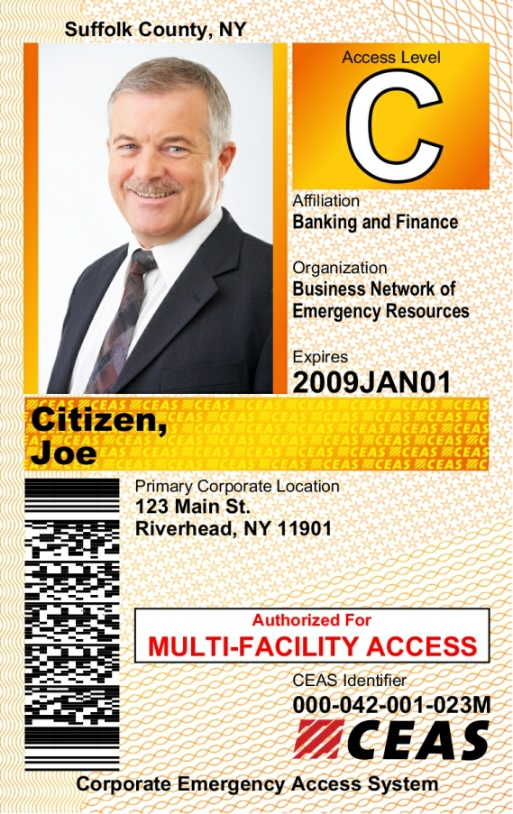 Suffolk County, NY
Access Level
C
Affiliation
Banking and Finance
Organization
Business Network of
Emergency Resources
Expires
2009JAN01
Citizen,
Joe
Primary Corporate Location
123 Main St.
Riverhead, NY 11901
Authorized For
MULTI-FACILITY ACCESS
CEAS Identifier
000-042-001-023M
CEAS
Corporate Emergency Access System